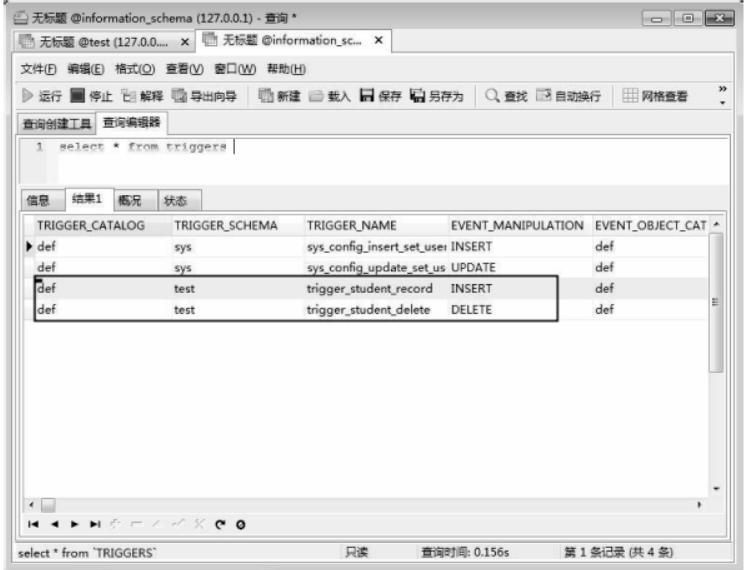 无标题 @information_schema (127.0.0.1) - 查询 *
无标题 @test (127.0.0.... x 无标题 @information_sc... x
文件(F) 编辑(E) 格式(O) 查看(V) 窗口(W) 帮助(H)
运行 停止 解释 导出向导 新建 载入 保存 另存为 查找 自动换行 网格查看 »
查询创建工具 查询编辑器
1 select * from triggers
信息 结果1 概况 状态
TRIGGER_CATALOG TRIGGER_SCHEMA TRIGGER_NAME EVENT_MANIPULATION EVENT_OBJECT_CAT
def sys sys_config_insert_set_user INSERT def
def sys sys_config_update_set_us UPDATE def
def test trigger_student_record INSERT def
def test trigger_student_delete DELETE def
select * from `TRIGGERS` 只读 查询时间: 0.156s 第 1 条记录 (共 4 条)